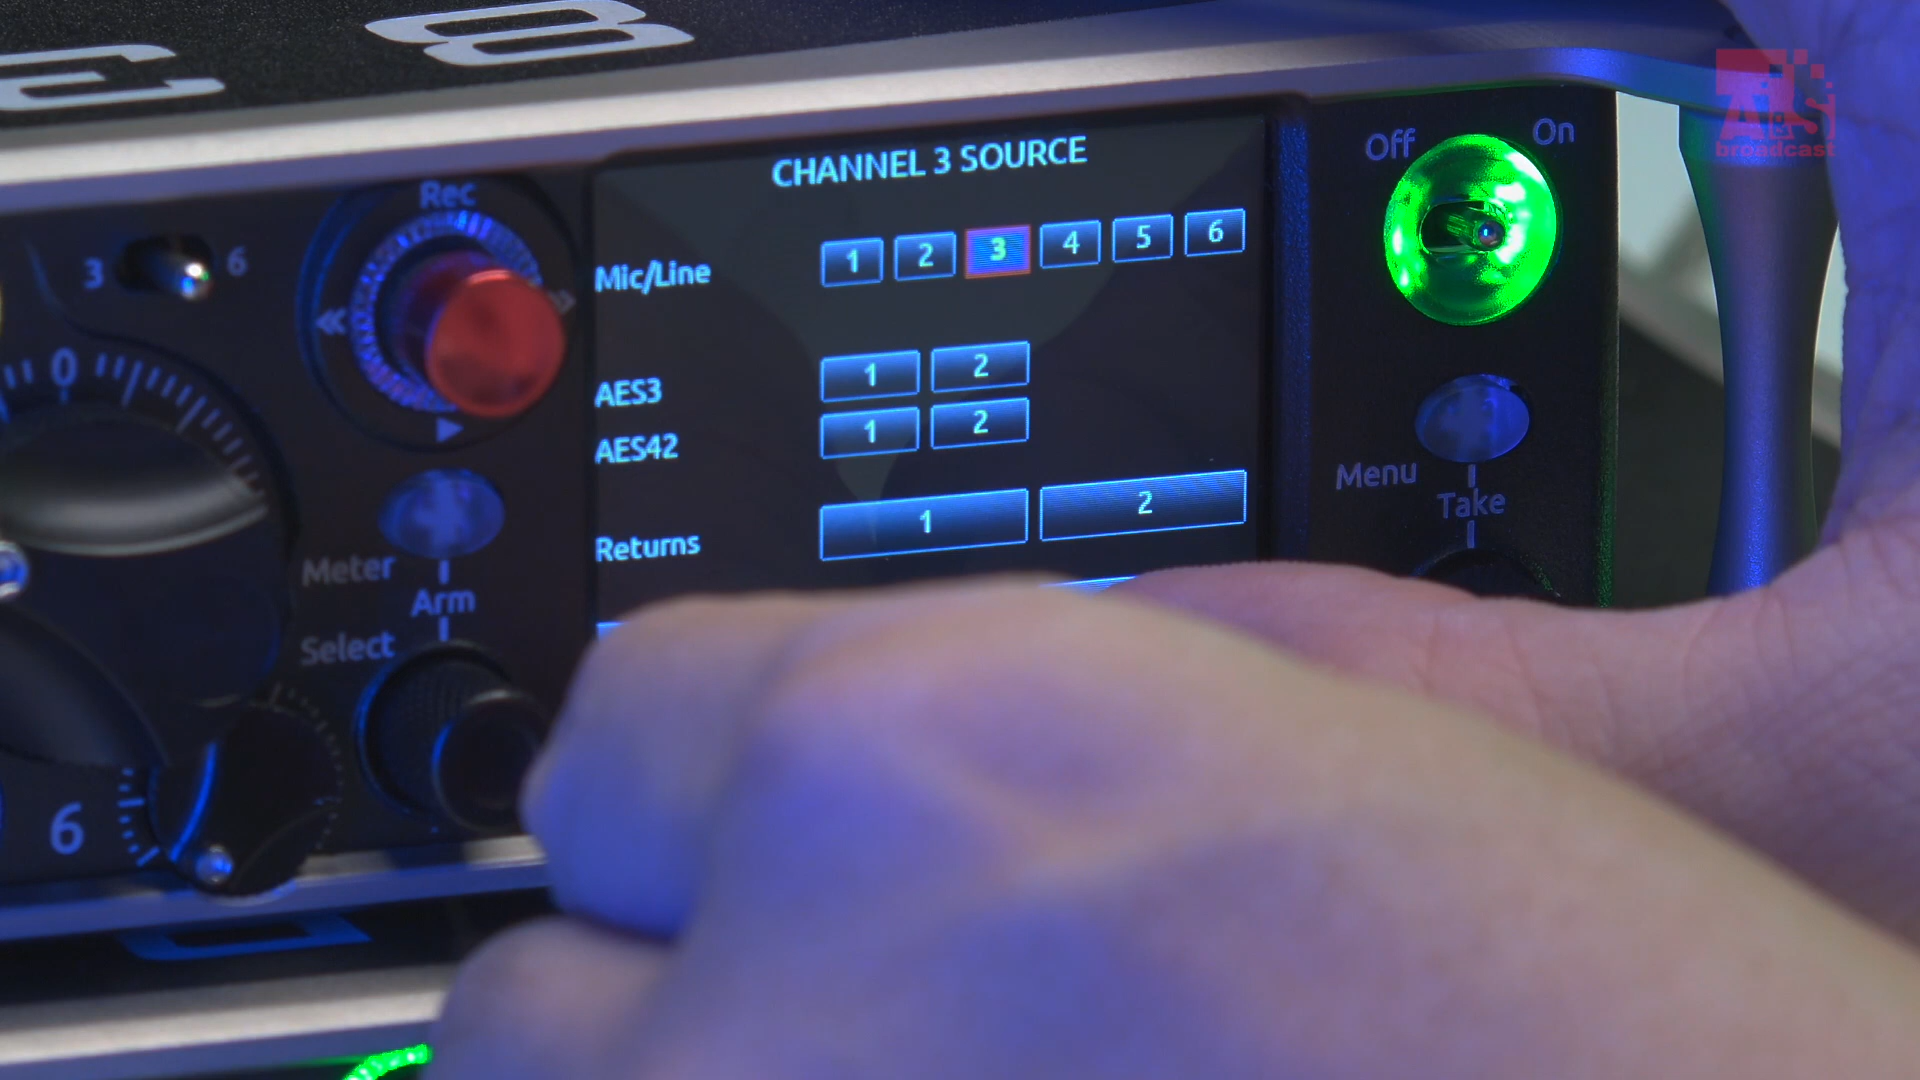 8
CHANNEL 3 SOURCE
Mic/Line 1 2 3 4 5 6
AES3 1 2
AES42 1 2
Returns 1 2
Rec
3 6
0
Meter
Arm
Select
6
Off On
Menu
Take
A S
broadcast